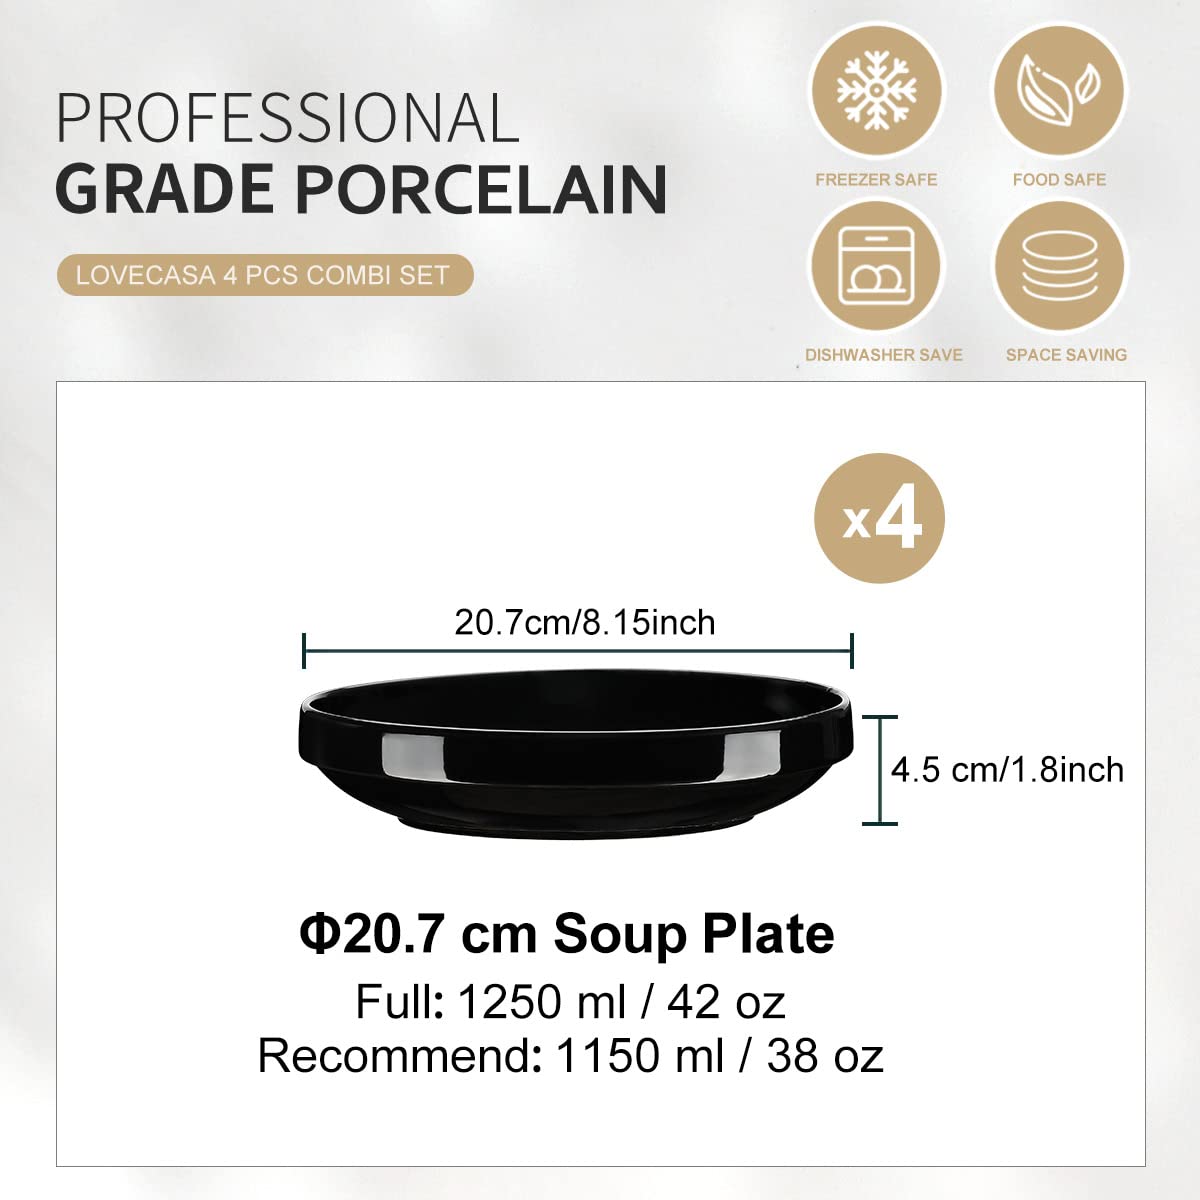 PROFESSIONAL
GRADE PORCELAIN
LOVECASA 4 PCS COMBI SET
FREEZER SAFE
FOOD SAFE
DISHWASHER SAVE
SPACE SAVING
x4
20.7cm/8.15inch
4.5 cm/1.8inch
Φ20.7 cm Soup Plate
Full: 1250 ml / 42 oz
Recommend: 1150 ml / 38 oz